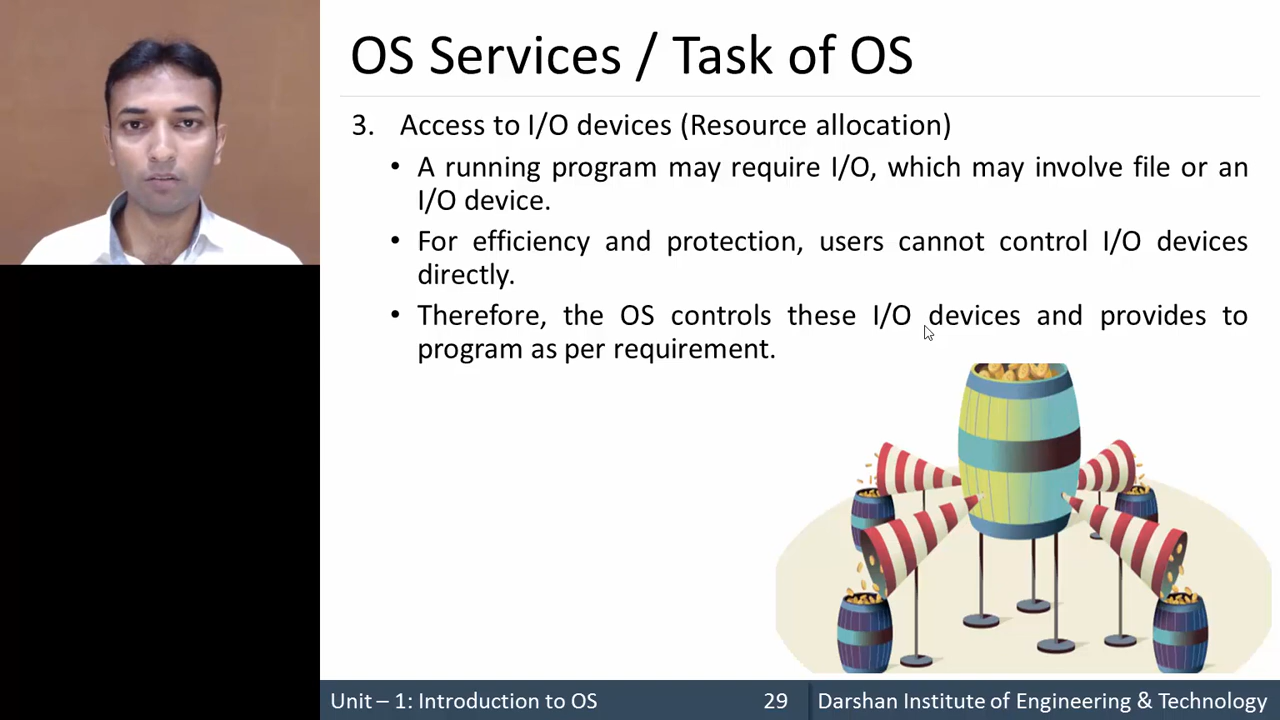 OS Services / Task of OS
3. Access to I/O devices (Resource allocation)
• A running program may require I/O, which may involve file or an
I/O device.
• For efficiency and protection, users cannot control I/O devices
directly.
• Therefore, the OS controls these I/O devices and provides to
program as per requirement.
Unit – 1: Introduction to OS 29 Darshan Institute of Engineering & Technology